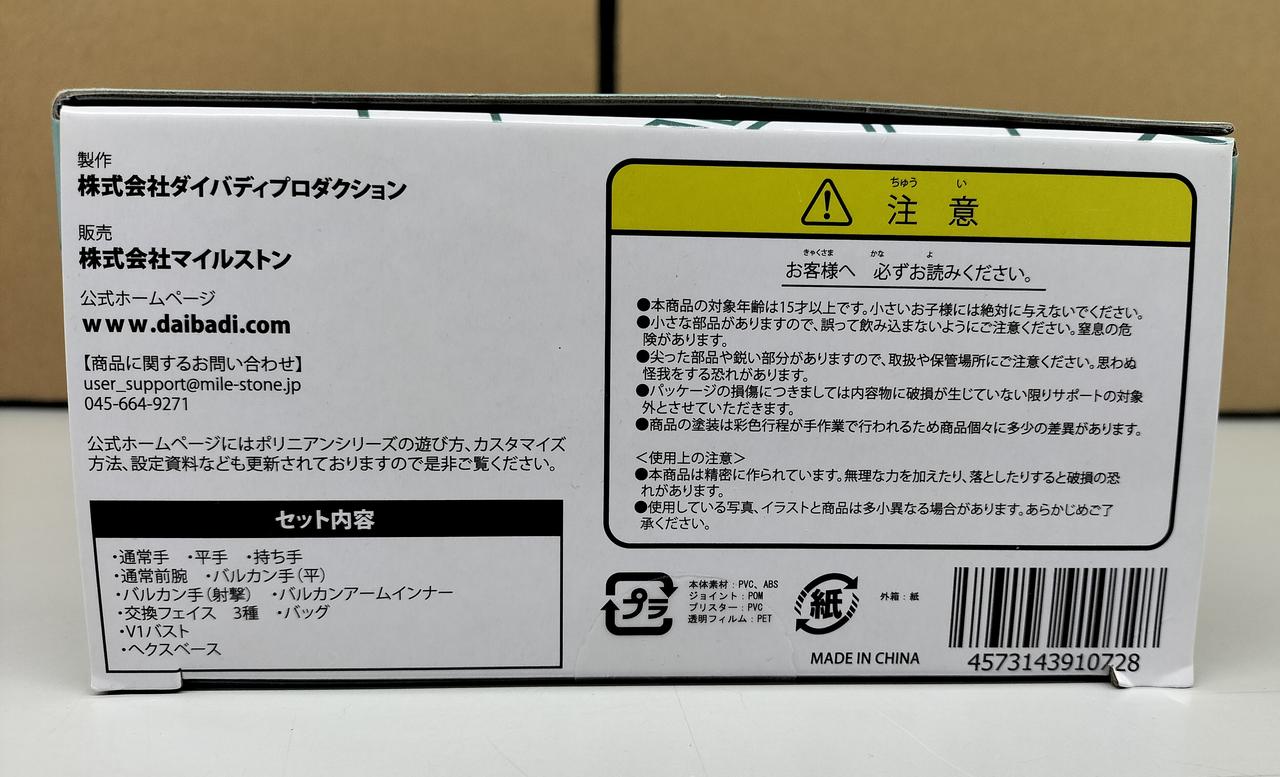 製作
株式会社ダイバディプロダクション
販売
株式会社マイルストン
公式ホームページ
www.daibadi.com
【商品に関するお問い合わせ】
user_support@mile-stone.jp
045-664-9271
公式ホームページにはポリニアンシリーズの遊び方、カスタマイズ
方法、設定資料なども更新されておりますので是非ご覧ください。
セット内容
・通常手　・平手　・持ち手
・通常前腕　・バルカン手（平）
・バルカン手（射撃）　・バルカンアームインナー
・交換フェイス　3種　・バッグ
・V1バスト
・ヘクスベース
ちゅう　い
注　意
きゃくさま　かな　よ
お客様へ　必ずお読みください。
●本商品の対象年齢は15才以上です。小さいお子様には絶対に与えないでください。
●小さな部品がありますので、誤って飲み込まないようにご注意ください。窒息の危
険があります。
●尖った部品や鋭い部分がありますので、取扱や保管場所にご注意ください。思わぬ
怪我をする恐れがあります。
●パッケージの損傷につきましては内容物に破損が生じていない限りサポートの対象
外とさせていただきます。
●商品の塗装は彩色行程が手作業で行われるため商品個々に多少の差異があります。
＜使用上の注意＞
●本商品は精密に作られています。無理な力を加えたり、落としたりすると破損の恐
れがあります。
●使用している写真、イラストと商品は多小異なる場合があります。あらかじめご了
承ください。
プラ
本体素材：PVC、ABS
ジョイント：POM
ブリスター：PVC
透明フィルム：PET
紙
外箱：紙
MADE IN CHINA
4573143910728